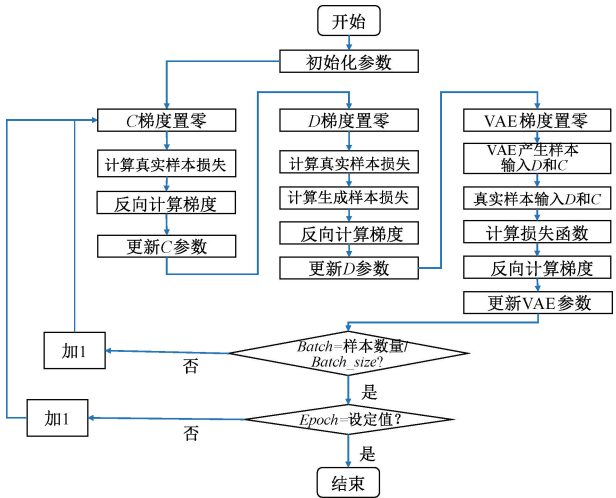 开始
初始化参数
C梯度置零
计算真实样本损失
反向计算梯度
更新C参数
D梯度置零
计算真实样本损失
计算生成样本损失
反向计算梯度
更新D参数
VAE梯度置零
VAE产生样本
输入D和C
真实样本输入D和C
计算损失函数
反向计算梯度
更新VAE参数
Batch=样本数量/
Batch_size?
否
加1
是
Epoch=设定值?
否
加1
是
结束